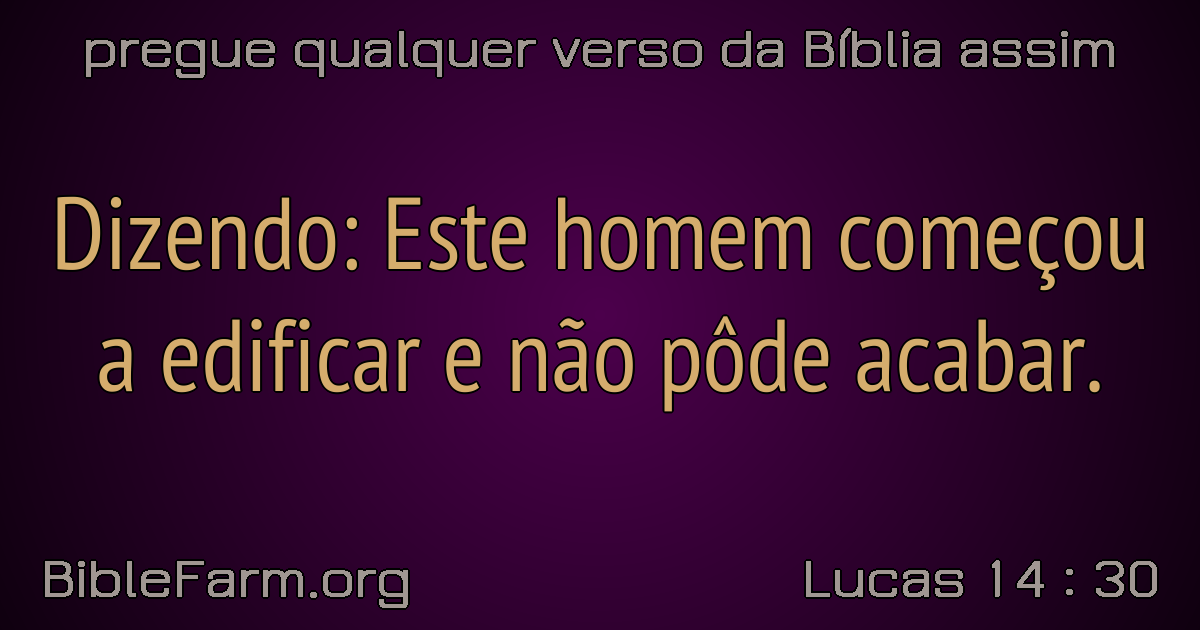 pregue qualquer verso da Bíblia assim
Dizendo: Este homem começou
a edificar e não pôde acabar.
BibleFarm.org
Lucas 14 : 30